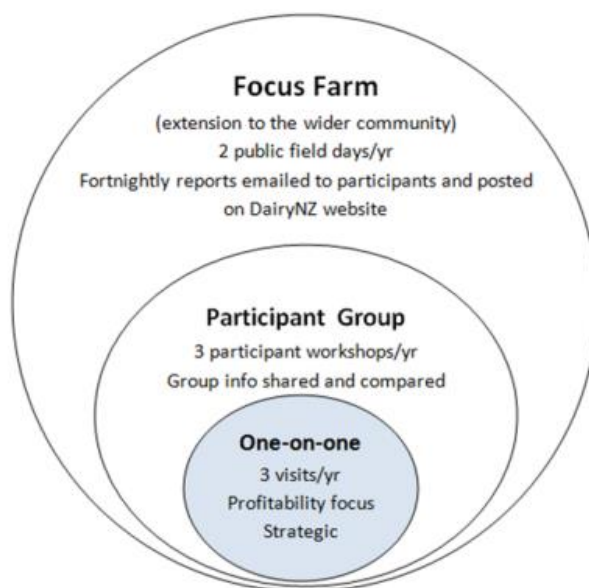 Focus Farm
(extension to the wider community)
2 public field days/yr
Fortnightly reports emailed to participants and posted
on DairyNZ website
Participant Group
3 participant workshops/yr
Group info shared and compared
One-on-one
3 visits/yr
Profitability focus
Strategic